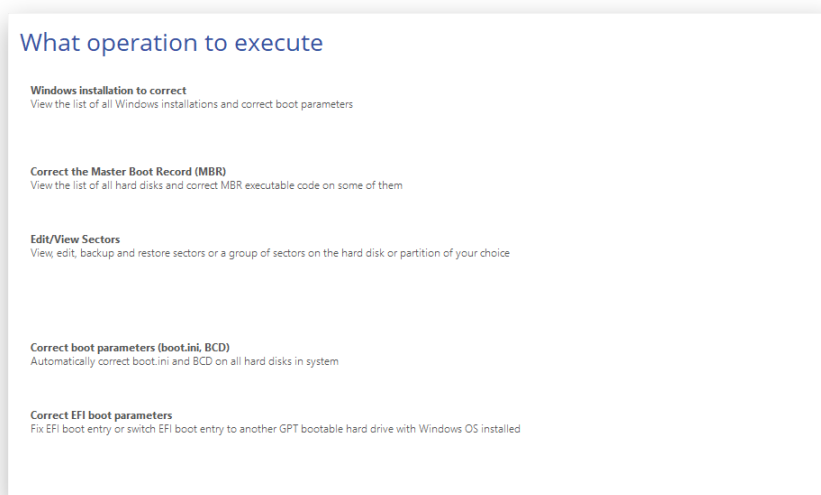 What operation to execute
Windows installation to correct
View the list of all Windows installations and correct boot parameters
Correct the Master Boot Record (MBR)
View the list of all hard disks and correct MBR executable code on some of them
Edit/View Sectors
View, edit, backup and restore sectors or a group of sectors on the hard disk or partition of your choice
Correct boot parameters (boot.ini, BCD)
Automatically correct boot.ini and BCD on all hard disks in system
Correct EFI boot parameters
Fix EFI boot entry or switch EFI boot entry to another GPT bootable hard drive with Windows OS installed